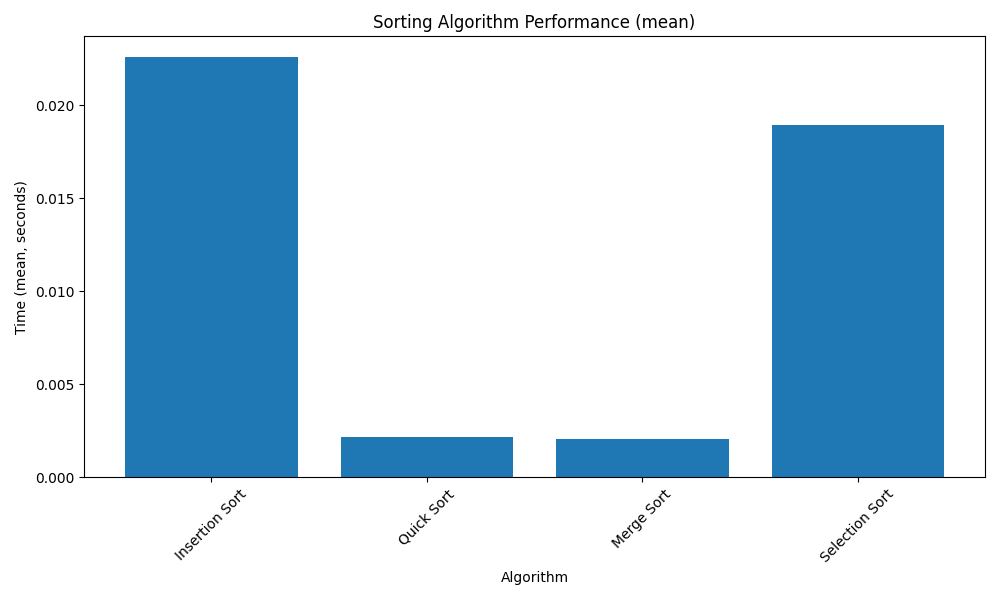 Sorting Algorithm Performance (mean)
Time (mean, seconds)
0.020
0.015
0.010
0.005
0.000
Insertion Sort
Quick Sort
Merge Sort
Selection Sort
Algorithm